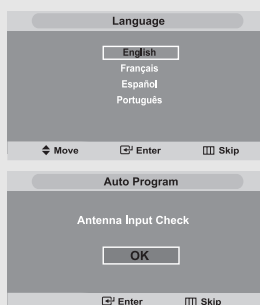 Language
English
Français
Español
Português
Move Enter Skip
Auto Program
Antenna Input Check
OK
Enter Skip